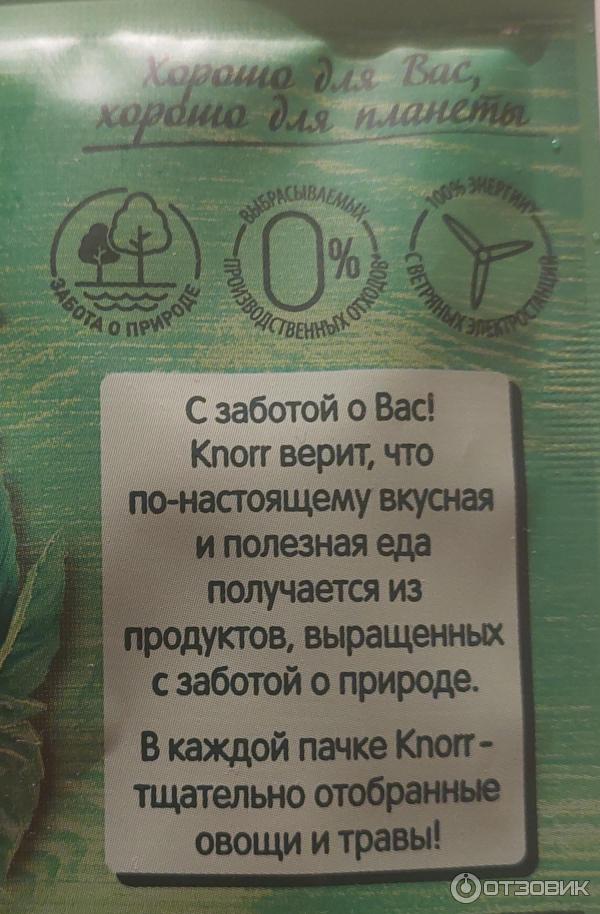 Хорошо для Вас,
хорошо для планеты
ЗАБОТА О ПРИРОДЕ
0%
ВЫБРАСЫВАЕМЫХ
ПРОИЗВОДСТВЕННЫХ ОТХОДОВ*
100% ЭНЕРГИИ*
С ВЕТРЯНЫХ ЭЛЕКТРОСТАНЦИЙ
С заботой о Вас!
Knorr верит, что
по-настоящему вкусная
и полезная еда
получается из
продуктов, выращенных
с заботой о природе.
В каждой пачке Knorr -
тщательно отобранные
овощи и травы!
ОТЗОВИК